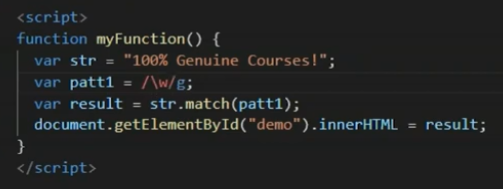 <script>
function myFunction() {
var str = "100% Genuine Courses!";
var patt1 = /\w/g;
var result = str.match(patt1);
document.getElementById("demo").innerHTML = result;
}
</script>